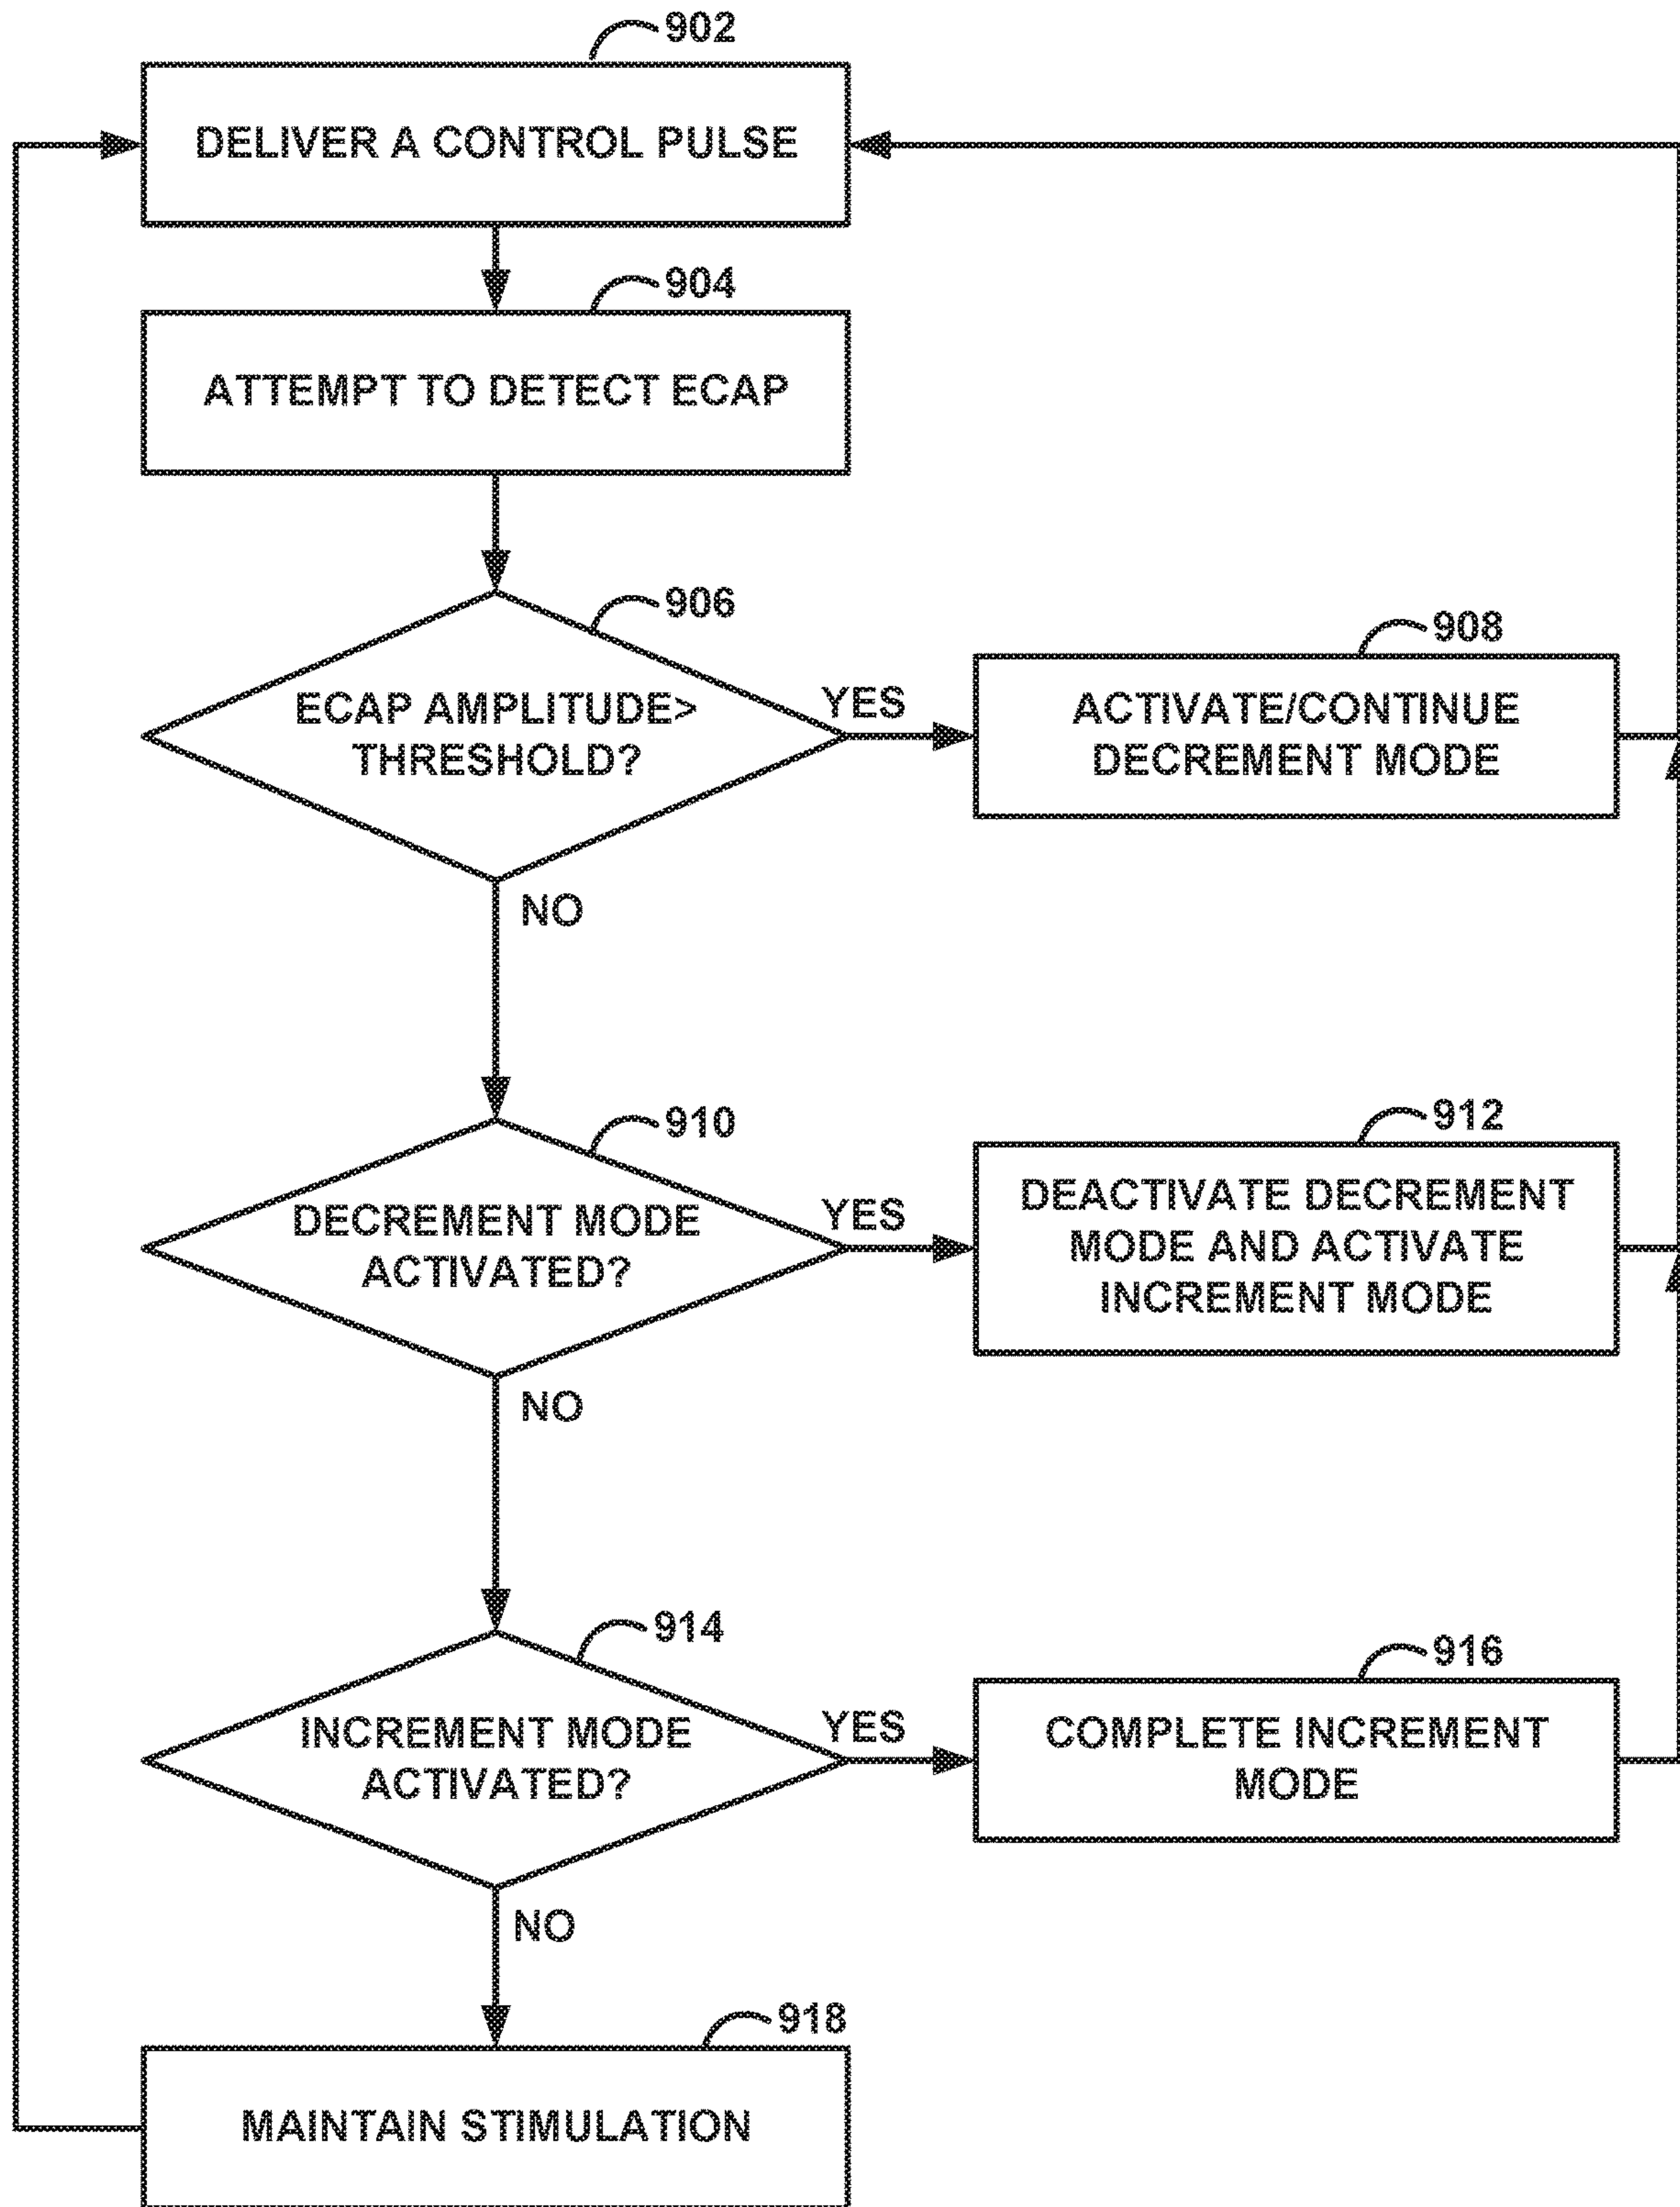 902
DELIVER A CONTROL PULSE
904
ATTEMPT TO DETECT ECAP
906
ECAP AMPLITUDE>
THRESHOLD?
YES
908
ACTIVATE/CONTINUE
DECREMENT MODE
NO
910
DECREMENT MODE
ACTIVATED?
YES
912
DEACTIVATE DECREMENT
MODE AND ACTIVATE
INCREMENT MODE
NO
914
INCREMENT MODE
ACTIVATED?
YES
916
COMPLETE INCREMENT
MODE
NO
918
MAINTAIN STIMULATION